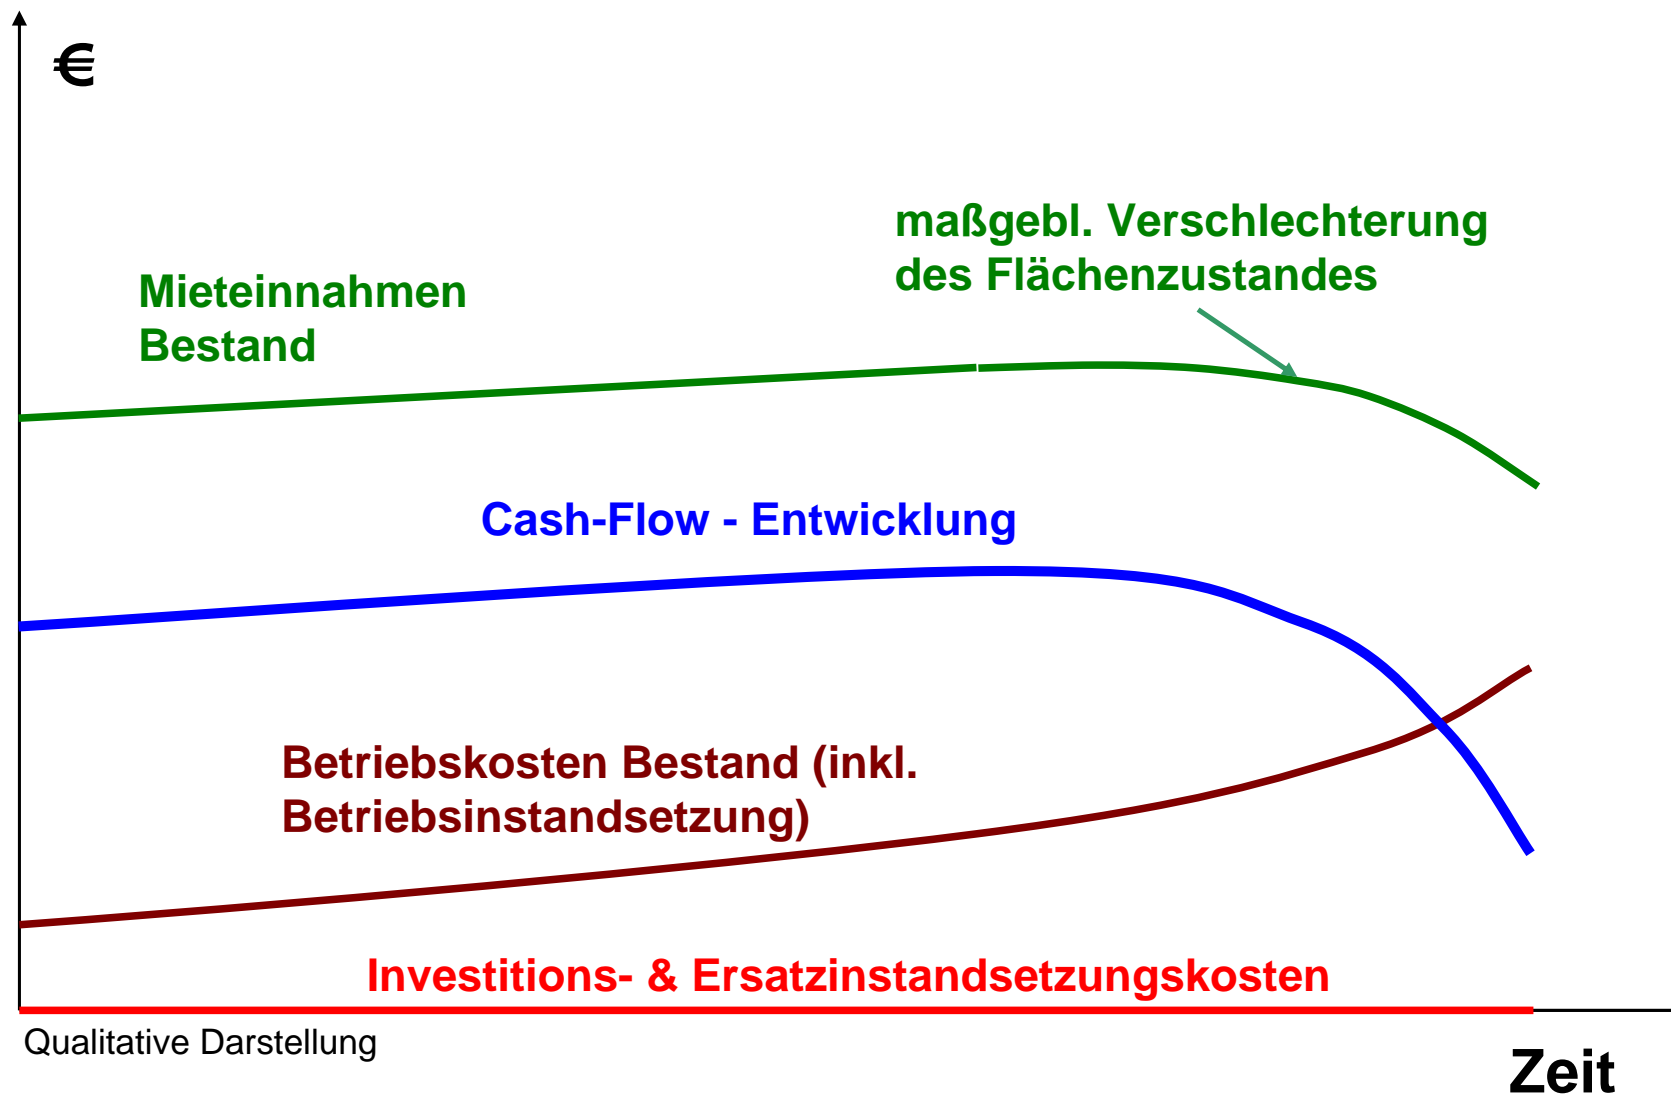 €
maßgebl. Verschlechterung
des Flächenzustandes
Mieteinnahmen
Bestand
Cash-Flow - Entwicklung
Betriebskosten Bestand (inkl.
Betriebsinstandsetzung)
Investitions- & Ersatzinstandsetzungskosten
Qualitative Darstellung
Zeit